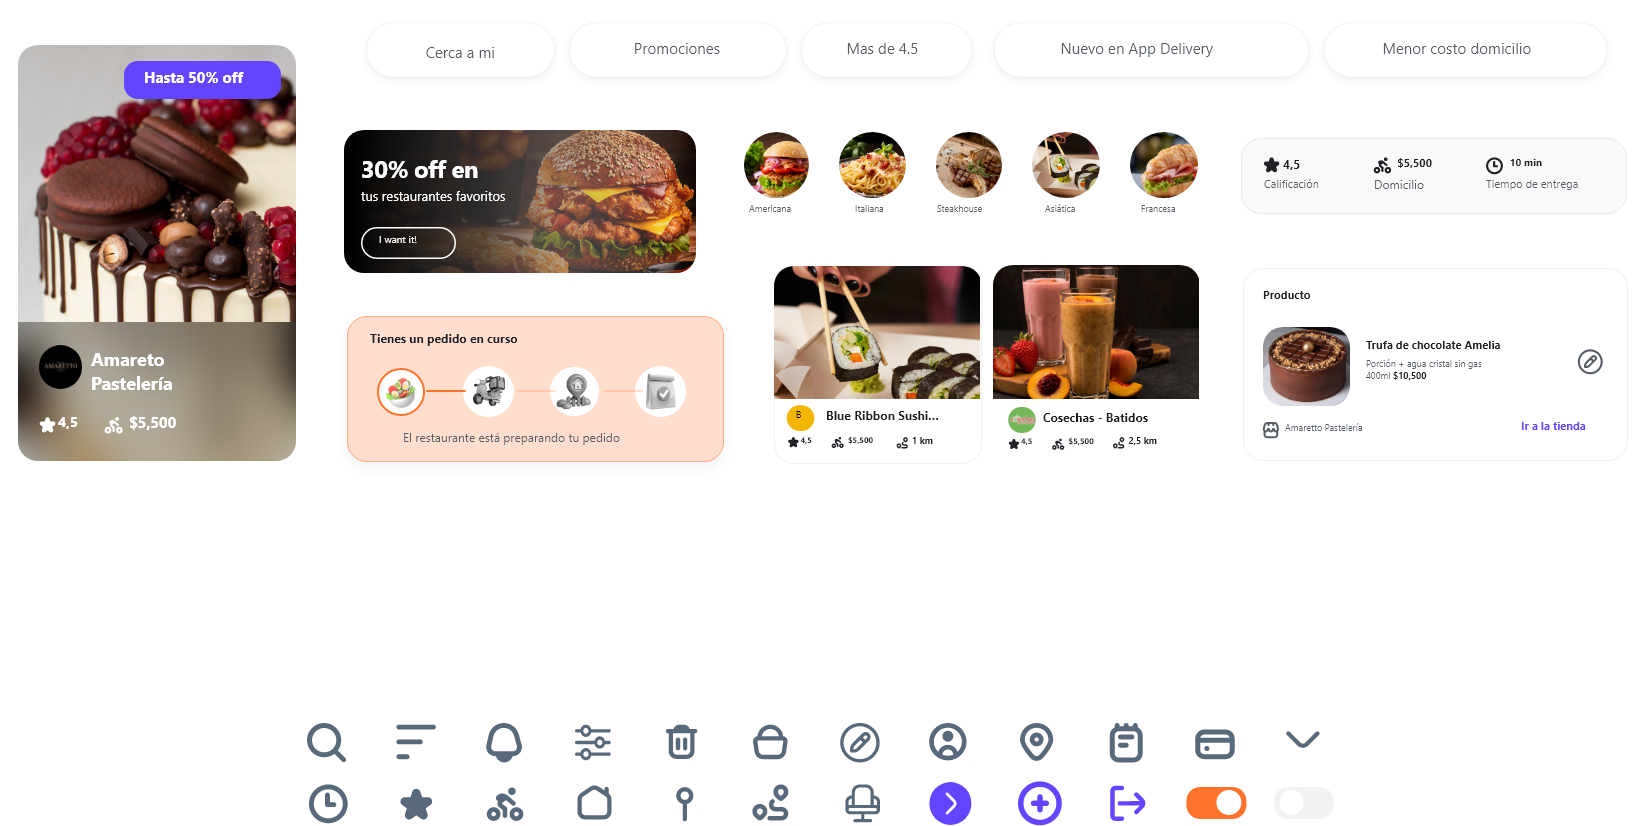 Cerca a mi
Promociones
Mas de 4.5
Nuevo en App Delivery
Menor costo domicilio
Hasta 50% off
AMARETTO
Amareto
Pastelería
4,5
$5,500
30% off en
tus restaurantes favoritos
I want it!
Americana
Italiana
Steakhouse
Asiática
Francesa
4,5
Calificación
$5,500
Domicilio
10 min
Tiempo de entrega
Tienes un pedido en curso
El restaurante está preparando tu pedido
B
Blue Ribbon Sushi...
4,5
$5,500
1 km
Cosechas - Batidos
4,5
$5,500
2,5 km
Producto
Trufa de chocolate Amelia
Porción + agua cristal sin gas
400ml $10,500
Amaretto Pastelería
Ir a la tienda